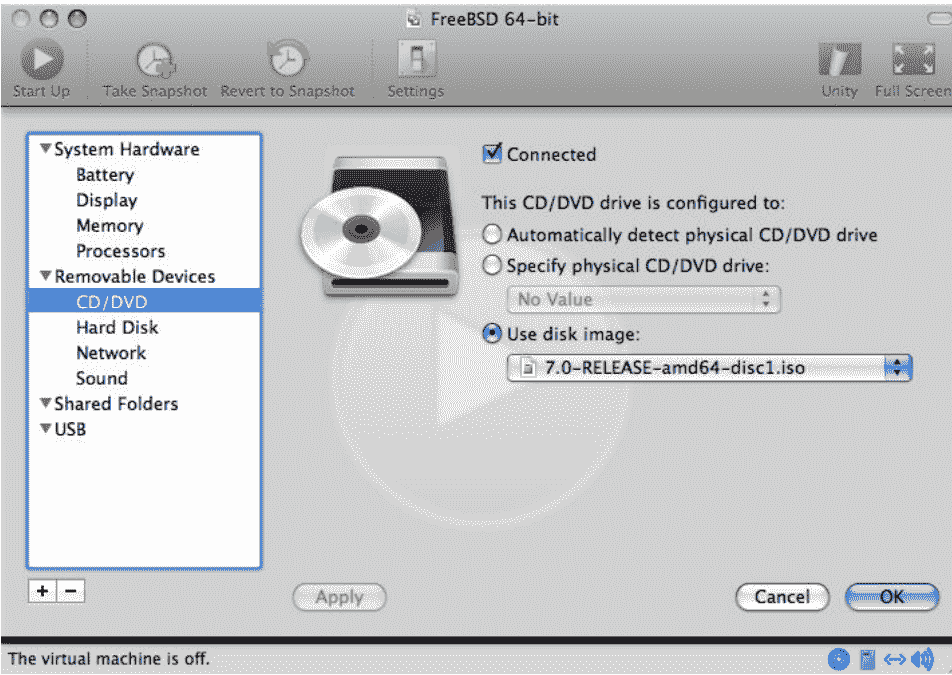 FreeBSD 64-bit
Start Up Take Snapshot Revert to Snapshot Settings Unity Full Screen
System Hardware
Battery
Display
Memory
Processors
Removable Devices
CD/DVD
Hard Disk
Network
Sound
Shared Folders
USB
Connected
This CD/DVD drive is configured to:
Automatically detect physical CD/DVD drive
Specify physical CD/DVD drive:
No Value
Use disk image:
7.0-RELEASE-amd64-disc1.iso
+ -
Apply Cancel OK
The virtual machine is off.